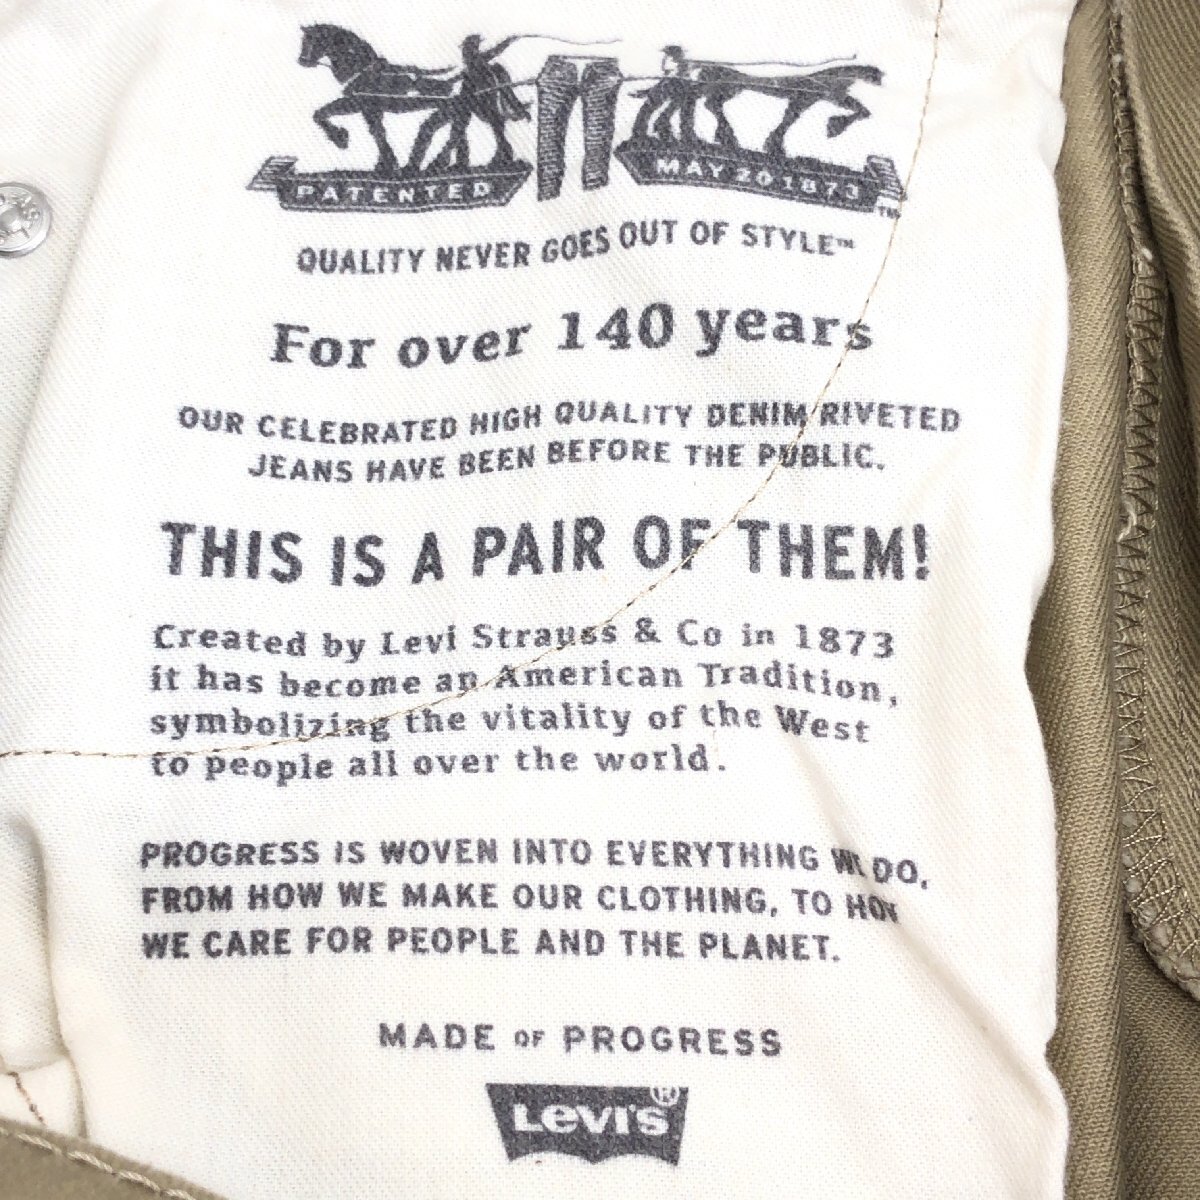 PATENTED
MAY 20 1873
TM
QUALITY NEVER GOES OUT OF STYLE™
For over 140 years
OUR CELEBRATED HIGH QUALITY DENIM RIVETED
JEANS HAVE BEEN BEFORE THE PUBLIC.
THIS IS A PAIR OF THEM!
Created by Levi Strauss & Co in 1873
it has become an American Tradition,
symbolizing the vitality of the West
to people all over the world.
PROGRESS IS WOVEN INTO EVERYTHING WE DO,
FROM HOW WE MAKE OUR CLOTHING, TO HOW
WE CARE FOR PEOPLE AND THE PLANET.
MADE OF PROGRESS
LEVI'S®